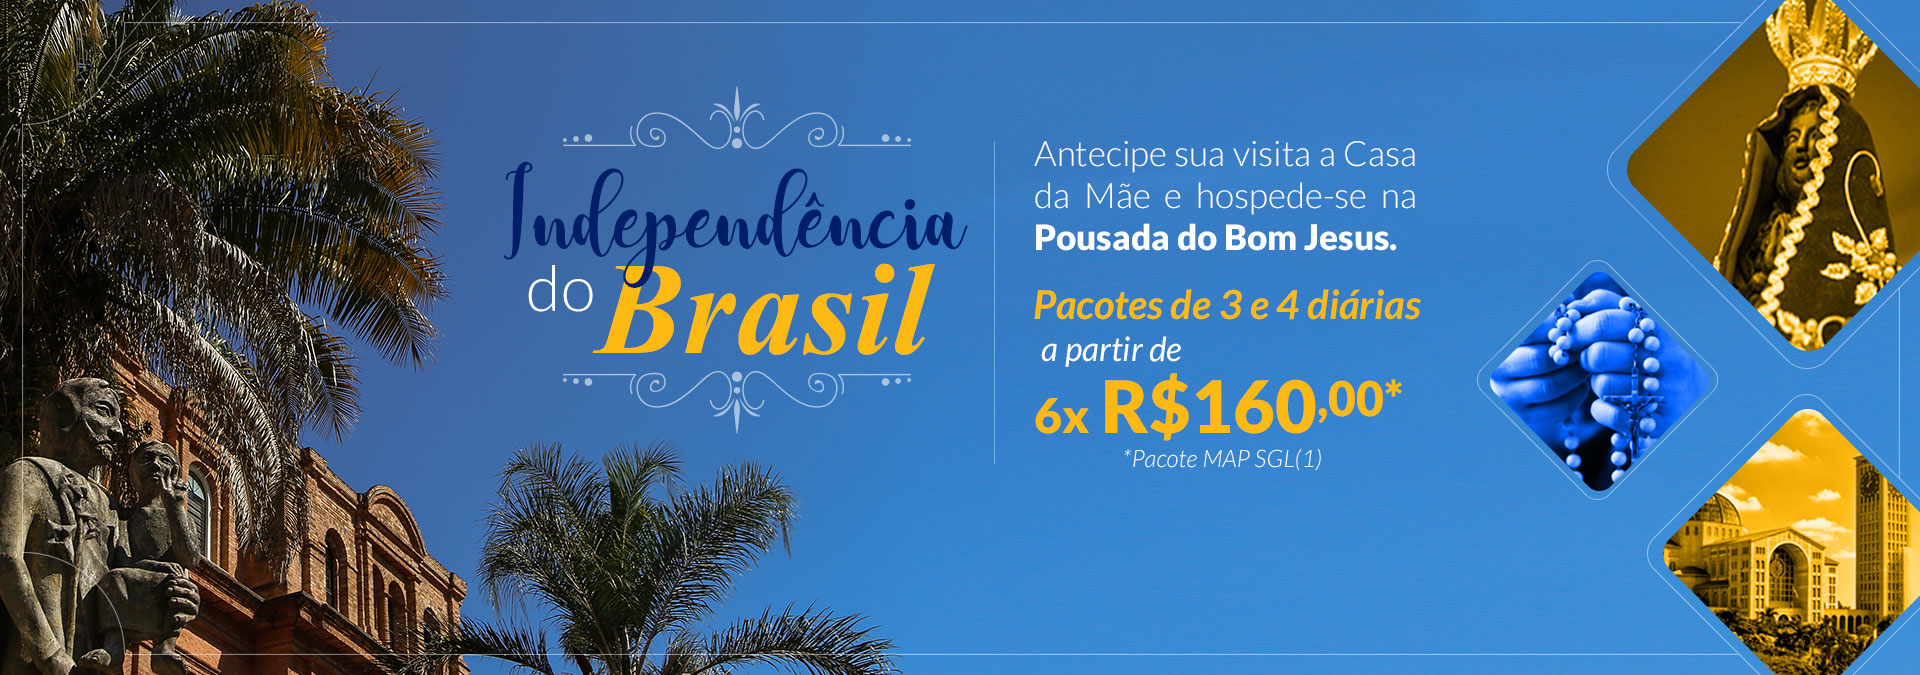 Independência
do Brasil
Antecipe sua visita a Casa
da Mãe e hospede-se na
Pousada do Bom Jesus.
Pacotes de 3 e 4 diárias
a partir de
6x R$160,00*
*Pacote MAP SGL(1)